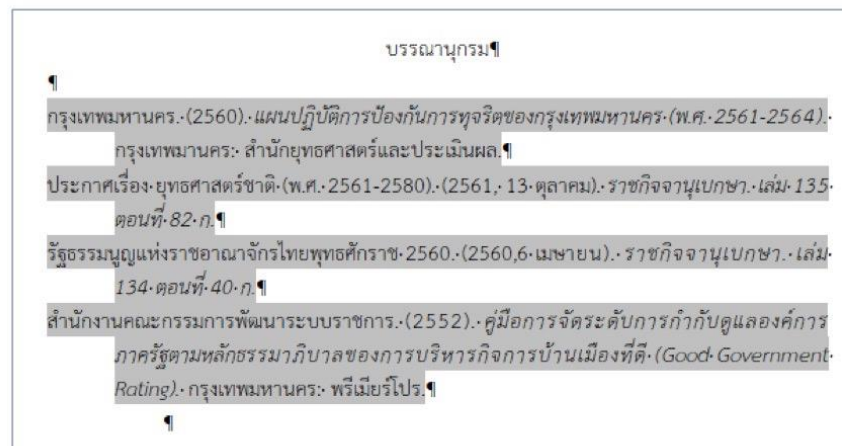 บรรณานุกรม¶
¶
กรุงเทพมหานคร.·(2560).·แผนปฏิบัติการป้องกันการทุจริตของกรุงเทพมหานคร·(พ.ศ.·2561-2564).·
กรุงเทพมานคร:·สำนักยุทธศาสตร์และประเมินผล.¶
ประกาศเรื่อง·ยุทธศาสตร์ชาติ·(พ.ศ.·2561-2580).·(2561,·13·ตุลาคม).·ราชกิจจานุเบกษา.·เล่ม·135·
ตอนที่·82·ก.¶
รัฐธรรมนูญแห่งราชอาณาจักรไทยพุทธศักราช·2560.·(2560,6·เมษายน).·ราชกิจจานุเบกษา.·เล่ม·
134·ตอนที่·40·ก.¶
สำนักงานคณะกรรมการพัฒนาระบบราชการ.·(2552).·คู่มือการจัดระดับการกำกับดูแลองค์การ
ภาครัฐตามหลักธรรมาภิบาลของการบริหารกิจการบ้านเมืองที่ดี·(Good·Government·
Rating).·กรุงเทพมหานคร:·พรีเมียร์โปร.¶
¶